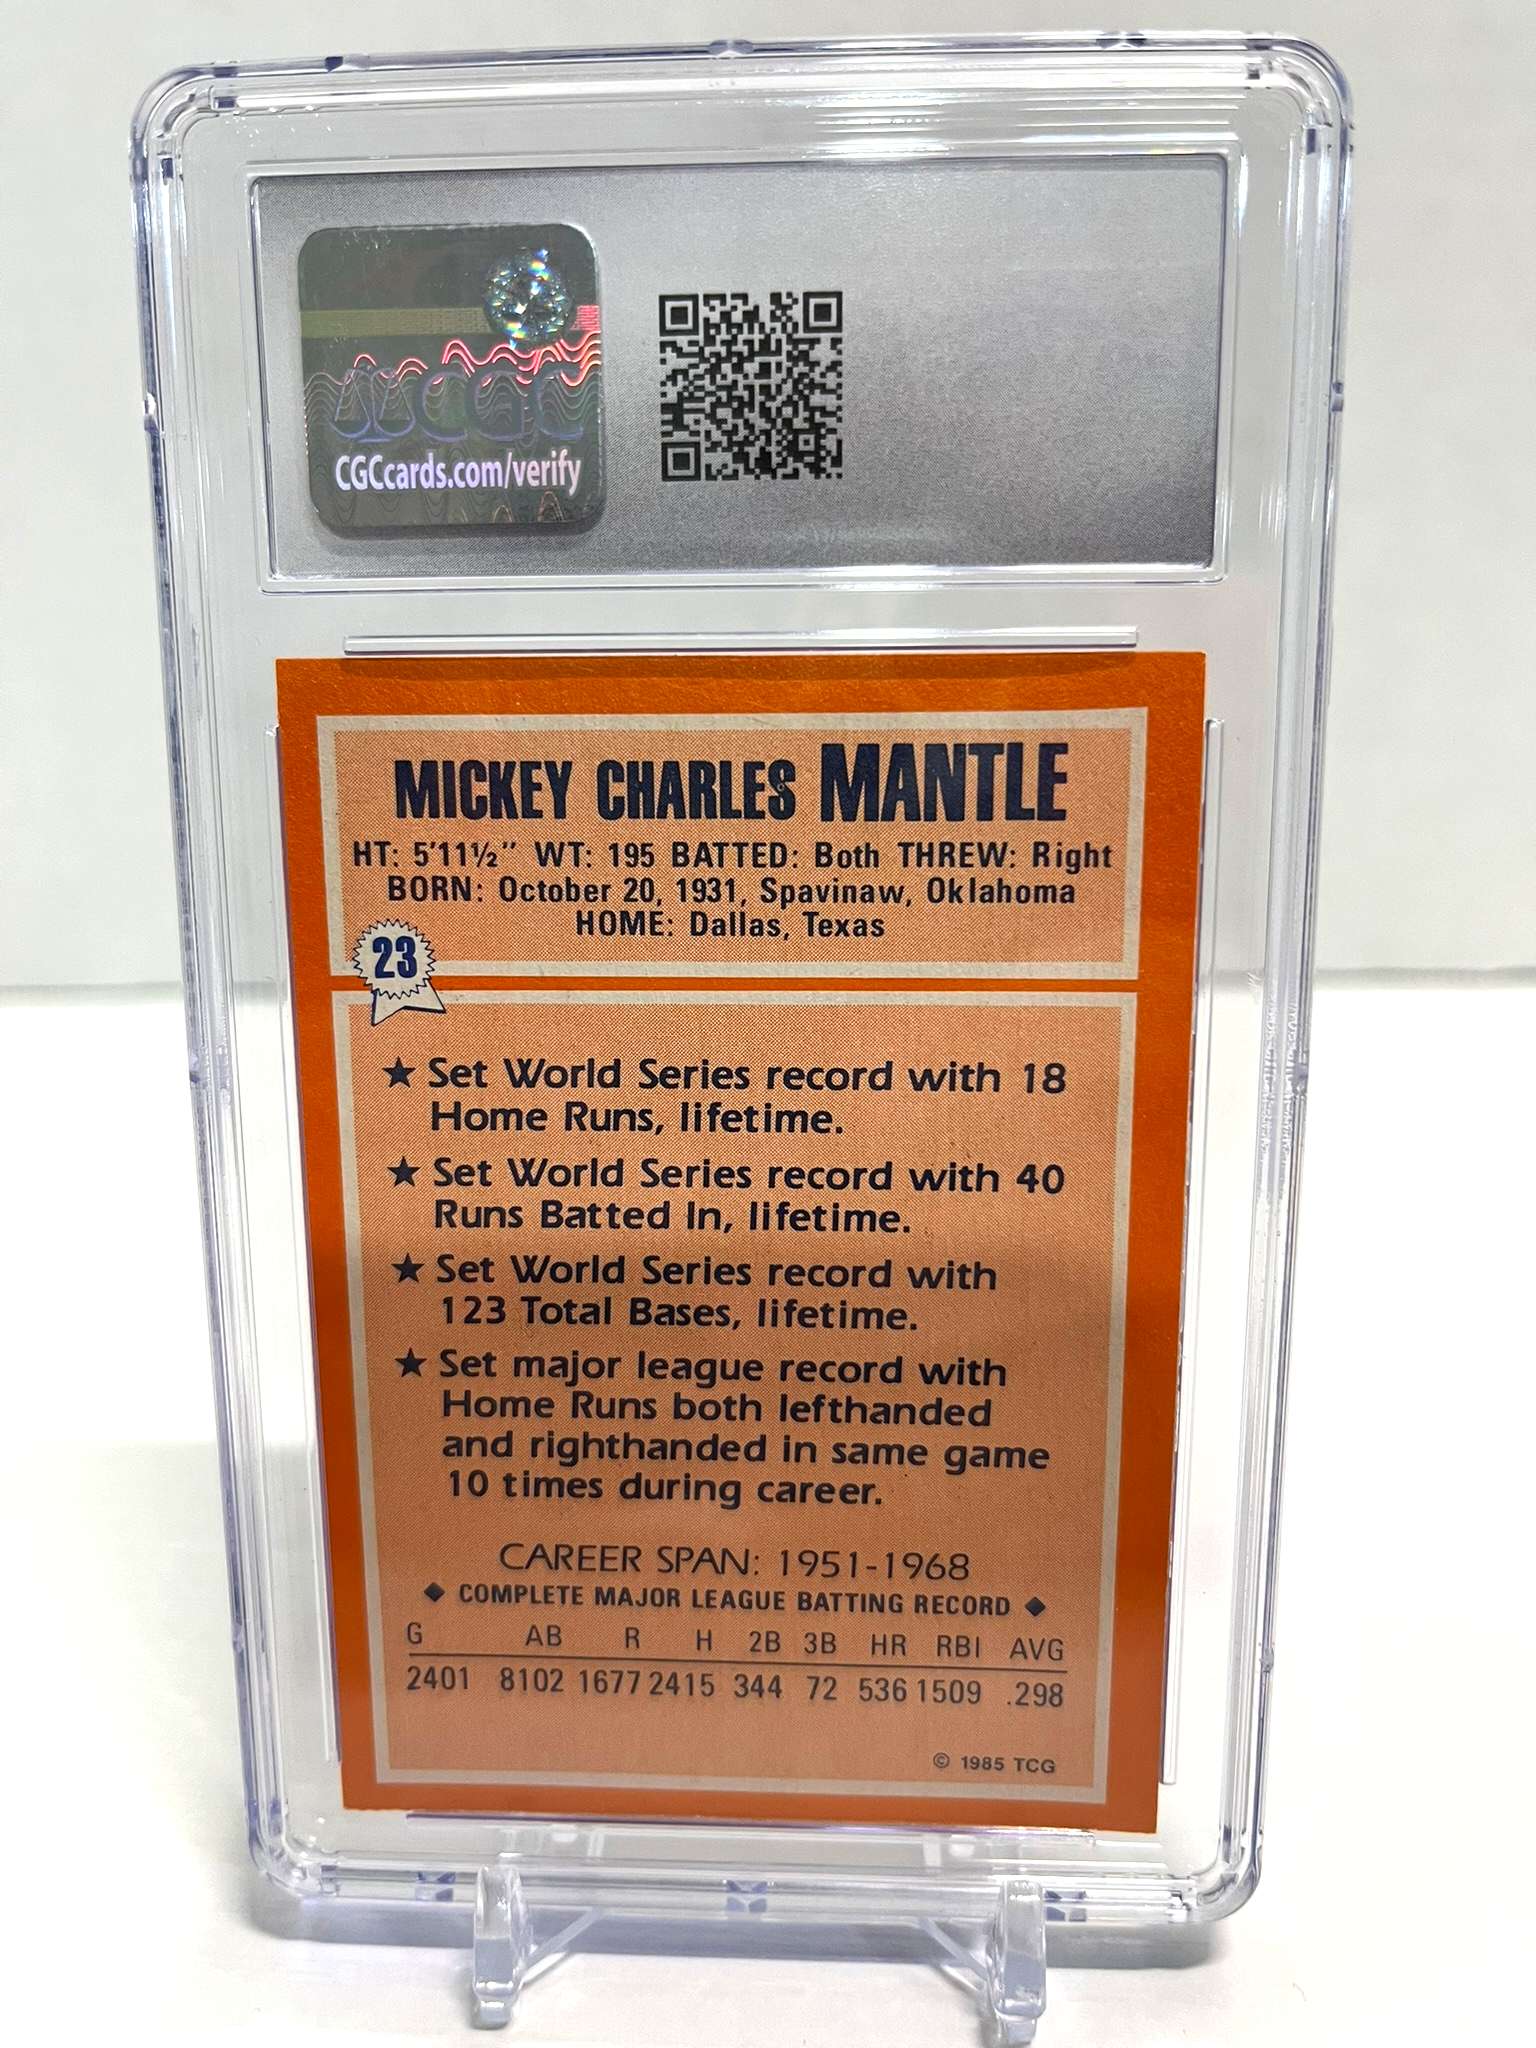 CGC
CGCcards.com/verify
MICKEY CHARLES MANTLE
HT: 5'11½" WT: 195 BATTED: Both THREW: Right
BORN: October 20, 1931, Spavinaw, Oklahoma
HOME: Dallas, Texas
23
★ Set World Series record with 18
Home Runs, lifetime.
★ Set World Series record with 40
Runs Batted In, lifetime.
★ Set World Series record with
123 Total Bases, lifetime.
★ Set major league record with
Home Runs both lefthanded
and righthanded in same game
10 times during career.
CAREER SPAN: 1951-1968
◆ COMPLETE MAJOR LEAGUE BATTING RECORD ◆
G AB R H 2B 3B HR RBI AVG
2401 8102 1677 2415 344 72 536 1509 .298
© 1985 TCG